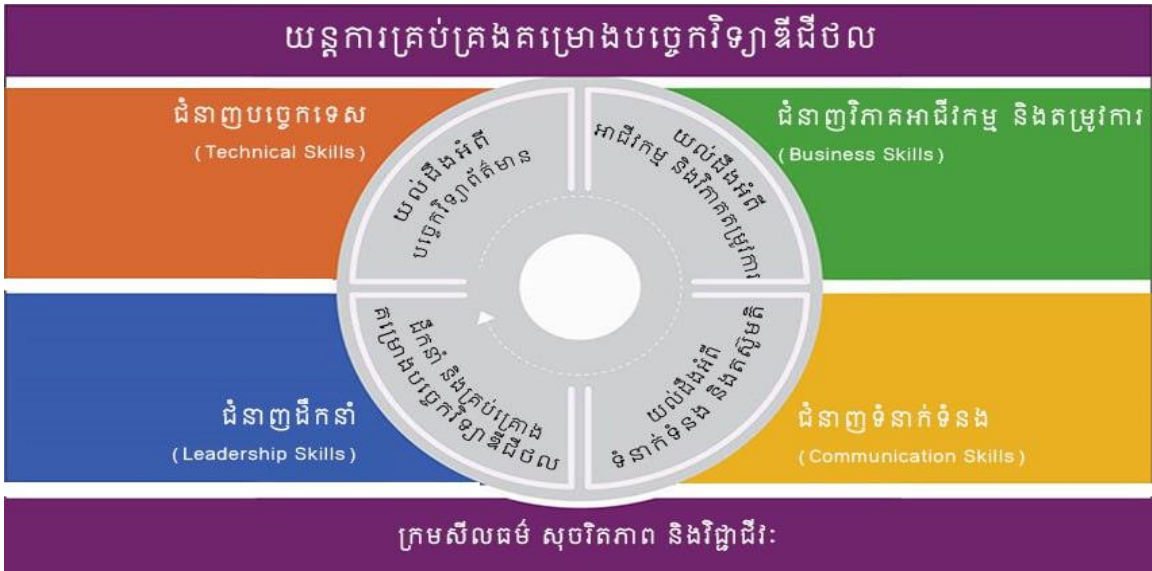 យន្តការគ្រប់គ្រងគម្រោងបច្ចេកវិទ្យាឌីជីថល
ជំនាញបច្ចេកទេស
(Technical Skills)
យល់ដឹងអំពី
បច្ចេកវិទ្យាព័ត៌មាន
យល់ដឹងអំពី
អាជីវកម្ម និងវិភាគតម្រូវការ
ជំនាញវិភាគអាជីវកម្ម និងតម្រូវការ
(Business Skills)
ជំនាញដឹកនាំ
(Leadership Skills)
ដឹកនាំ និងគ្រប់គ្រោង
គម្រោងបច្ចេកវិទ្យាឌីជីថល
យល់ដឹងអំពី
ទំនាក់ទំនង និងតស៊ូមតិ
ជំនាញទំនាក់ទំនង
(Communication Skills)
ក្រមសីលធម៌ សុចរិតភាព និងវិជ្ជាជីវៈ